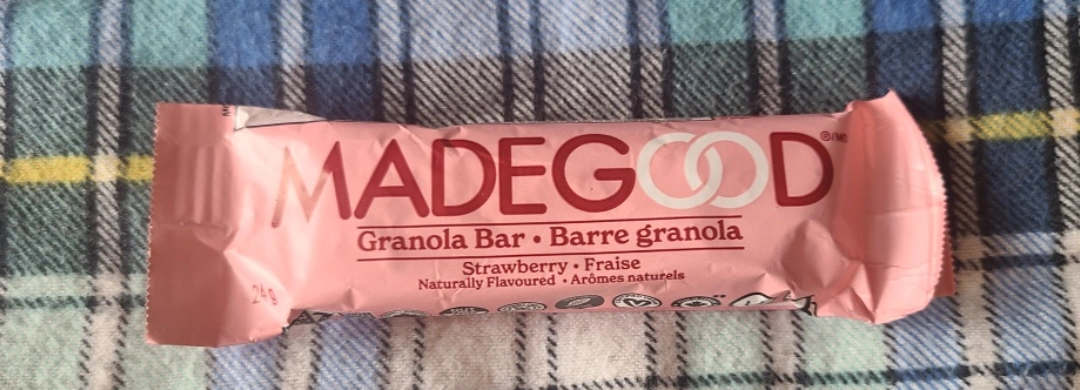 MADEGOOD
Granola Bar • Barre granola
Strawberry • Fraise
Naturally Flavoured • Arômes naturels
24g